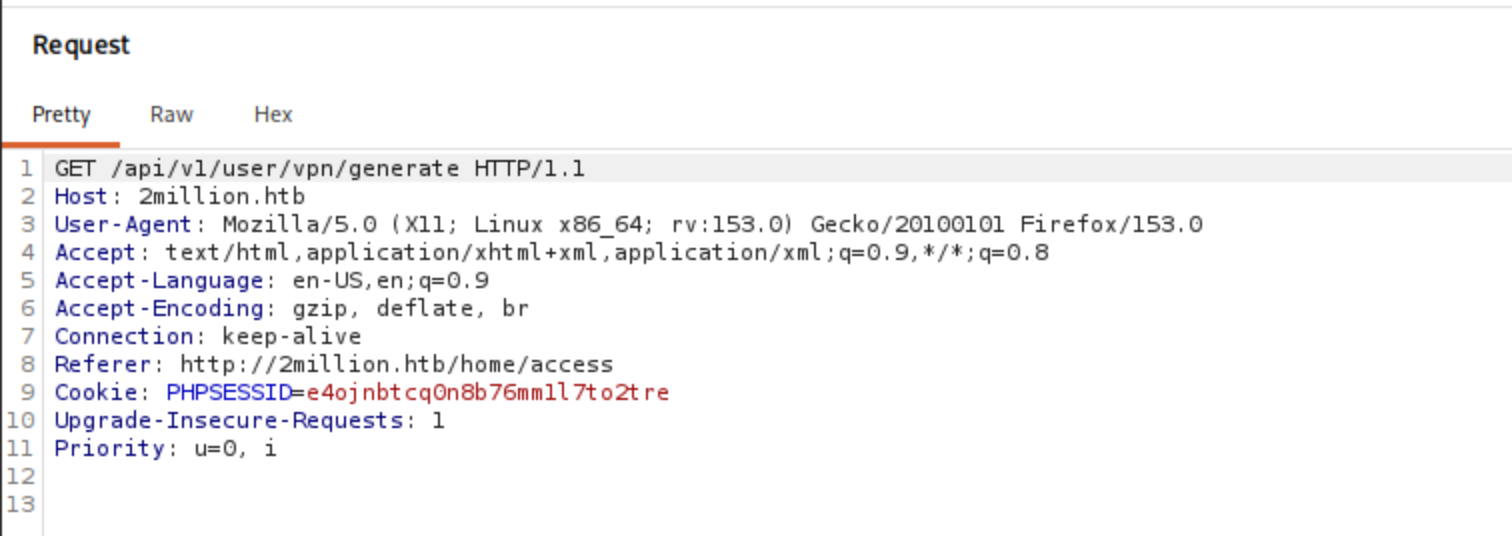 Request
Pretty Raw Hex
1 GET /api/v1/user/vpn/generate HTTP/1.1
2 Host: 2million.htb
3 User-Agent: Mozilla/5.0 (X11; Linux x86_64; rv:153.0) Gecko/20100101 Firefox/153.0
4 Accept: text/html,application/xhtml+xml,application/xml;q=0.9,*/*;q=0.8
5 Accept-Language: en-US,en;q=0.9
6 Accept-Encoding: gzip, deflate, br
7 Connection: keep-alive
8 Referer: http://2million.htb/home/access
9 Cookie: PHPSESSID=e4ojnbtcq0n8b76mm1l7to2tre
10 Upgrade-Insecure-Requests: 1
11 Priority: u=0, i
12
13